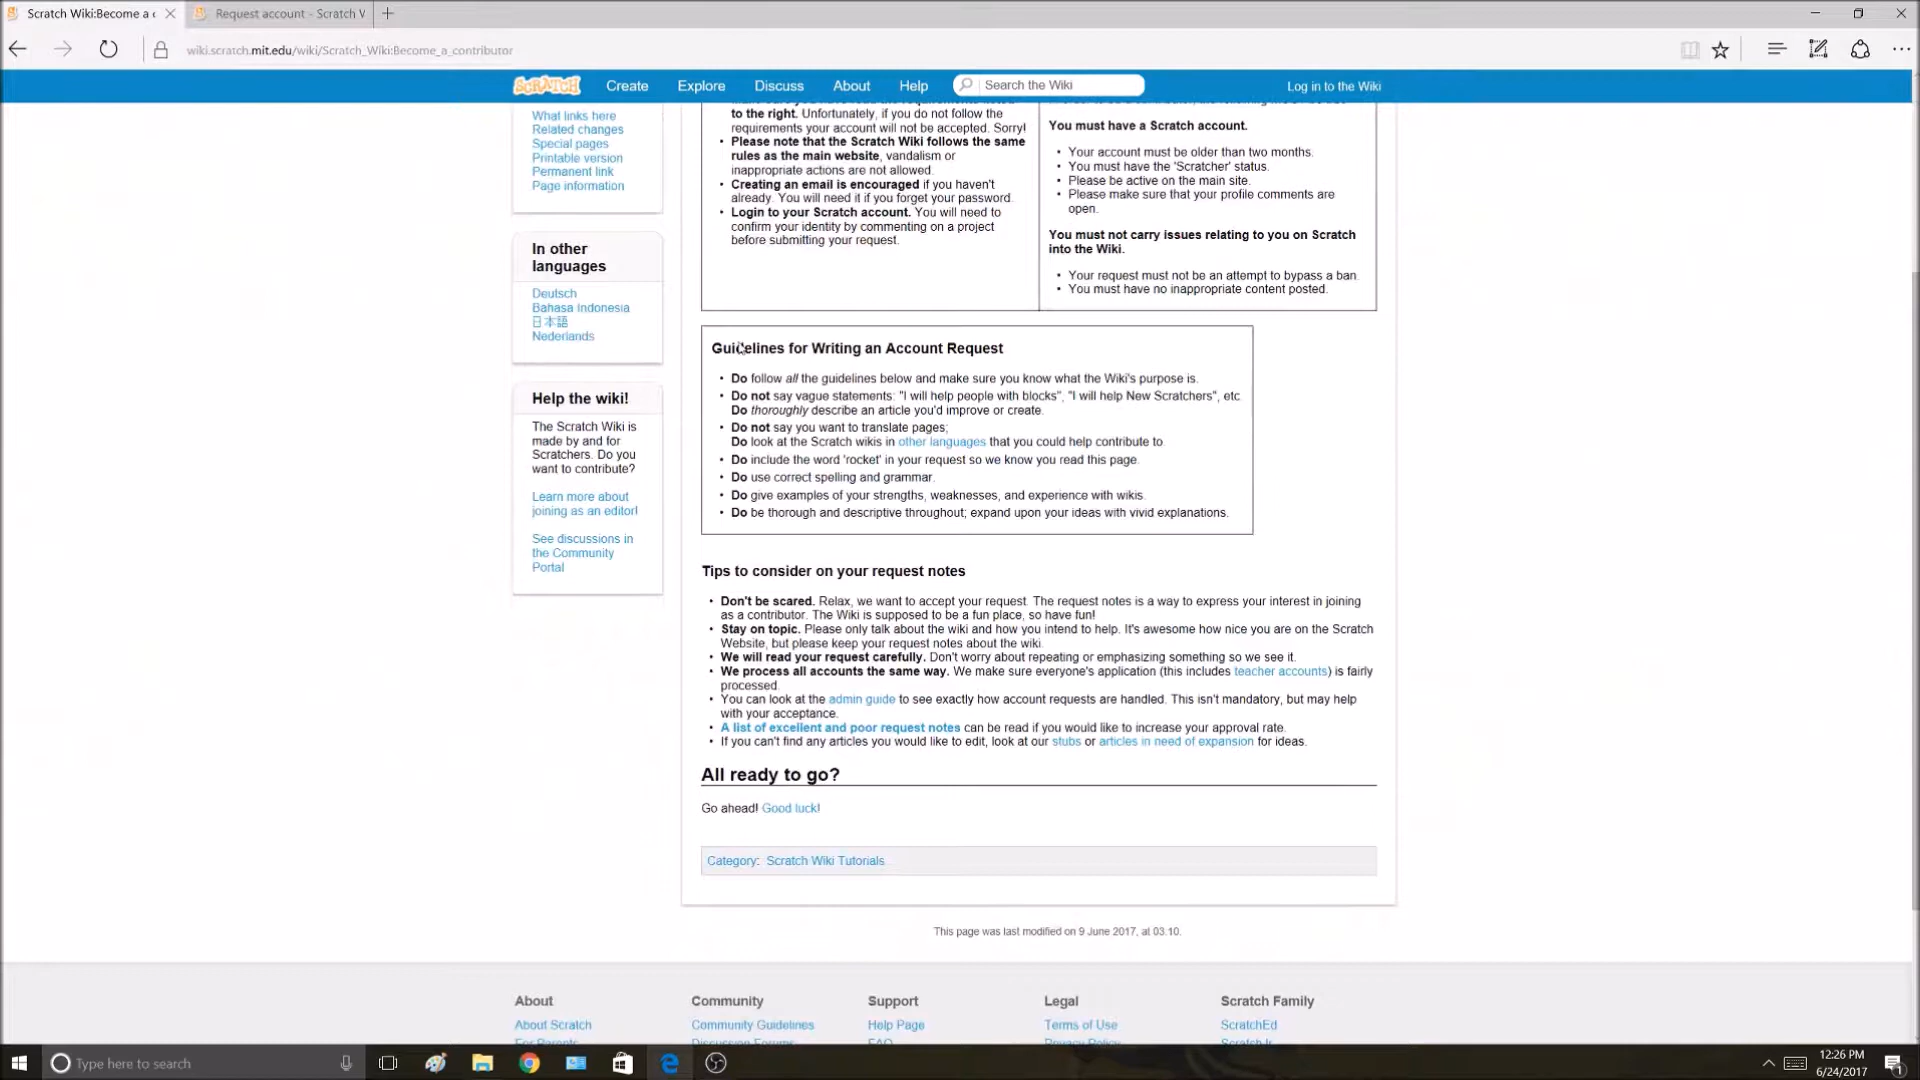 Scratch Wiki:Become a c
Request account - Scratch W
wiki.scratch.mit.edu/wiki/Scratch_Wiki:Become_a_contributor
SCRATCH
Create
Explore
Discuss
About
Help
Search the Wiki
Log in to the Wiki
What links here
Related changes
Special pages
Printable version
Permanent link
Page information
In other
languages
Deutsch
Bahasa Indonesia
日本語
Nederlands
Help the wiki!
The Scratch Wiki is
made by and for
Scratchers. Do you
want to contribute?
Learn more about
joining as an editor!
See discussions in
the Community
Portal
to the right. Unfortunately, if you do not follow the
requirements your account will not be accepted. Sorry!
• Please note that the Scratch Wiki follows the same
rules as the main website, vandalism or
inappropriate actions are not allowed.
• Creating an email is encouraged if you haven't
already. You will need it if you forget your password.
• Login to your Scratch account. You will need to
confirm your identity by commenting on a project
before submitting your request.
You must have a Scratch account.
• Your account must be older than two months.
• You must have the 'Scratcher' status.
• Please be active on the main site.
• Please make sure that your profile comments are
open.
You must not carry issues relating to you on Scratch
into the Wiki.
• Your request must not be an attempt to bypass a ban.
• You must have no inappropriate content posted.
Guidelines for Writing an Account Request
• Do follow all the guidelines below and make sure you know what the Wiki's purpose is.
• Do not say vague statements: "I will help people with blocks", "I will help New Scratchers", etc.
Do thoroughly describe an article you'd improve or create.
• Do not say you want to translate pages;
Do look at the Scratch wikis in other languages that you could help contribute to.
• Do include the word 'rocket' in your request so we know you read this page.
• Do use correct spelling and grammar.
• Do give examples of your strengths, weaknesses, and experience with wikis.
• Do be thorough and descriptive throughout; expand upon your ideas with vivid explanations.
Tips to consider on your request notes
• Don't be scared. Relax, we want to accept your request. The request notes is a way to express your interest in joining
as a contributor. The Wiki is supposed to be a fun place, so have fun!
• Stay on topic. Please only talk about the wiki and how you intend to help. It's awesome how nice you are on the Scratch
Website, but please keep your request notes about the wiki.
• We will read your request carefully. Don't worry about repeating or emphasizing something so we see it.
• We process all accounts the same way. We make sure everyone's application (this includes teacher accounts) is fairly
processed.
• You can look at the admin guide to see exactly how account requests are handled. This isn't mandatory, but may help
with your acceptance.
• A list of excellent and poor request notes can be read if you would like to increase your approval rate.
• If you can't find any articles you would like to edit, look at our stubs or articles in need of expansion for ideas.
All ready to go?
Go ahead! Good luck!
Category: Scratch Wiki Tutorials
This page was last modified on 9 June 2017, at 03:10.
About
Community
Support
Legal
Scratch Family
About Scratch
Community Guidelines
Help Page
Terms of Use
ScratchEd
For Parents
Discussion Forums
FAQ
Privacy Policy
ScratchJr
Type here to search
12:26 PM
6/24/2017